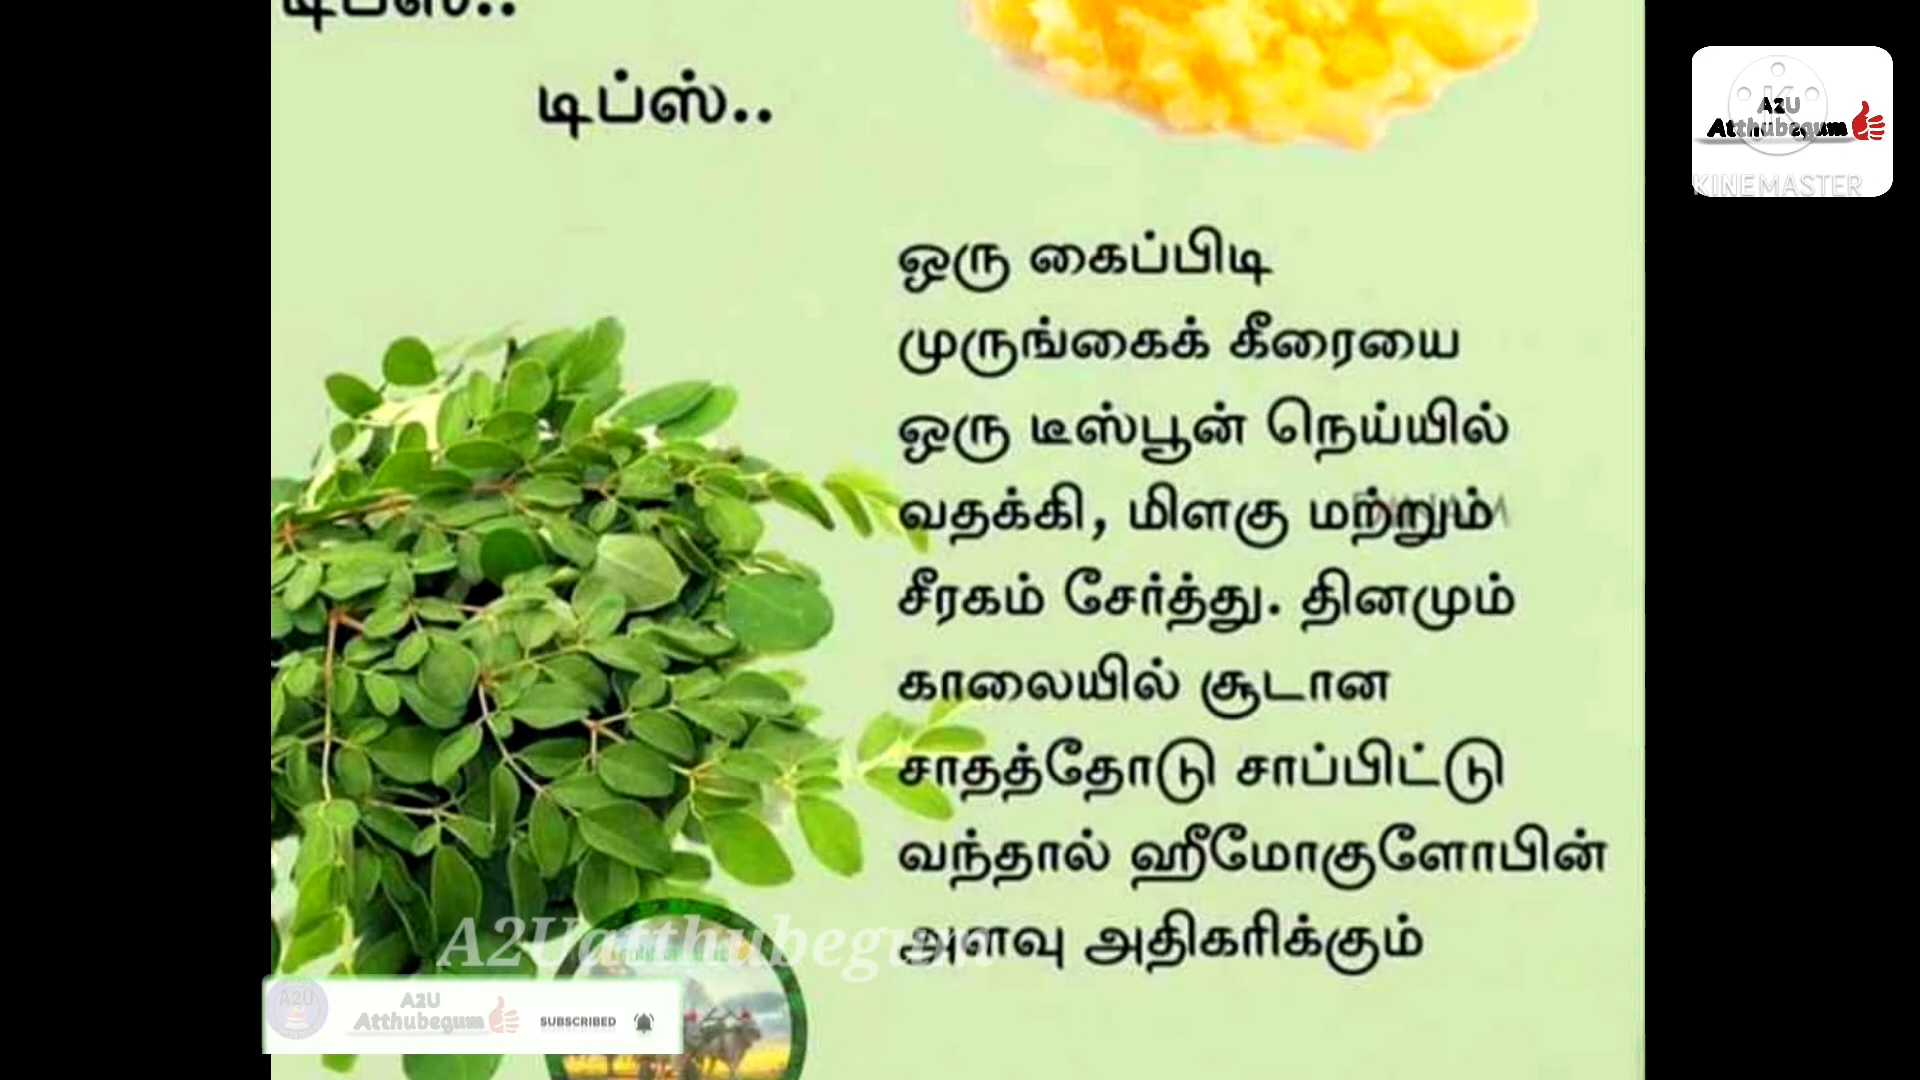 டிப்ஸ்..
டிப்ஸ்..
ஒரு கைப்பிடி
முருங்கைக் கீரையை
ஒரு டீஸ்பூன் நெய்யில்
வதக்கி, மிளகு மற்றும்
சீரகம் சேர்த்து. தினமும்
காலையில் சூடான
சாதத்தோடு சாப்பிட்டு
வந்தால் ஹீமோகுளோபின்
அளவு அதிகரிக்கும்
A2U
Atthubegum
KINEMASTER
A2Uatthubegum
A2U
A2U
Atthubegum
SUBSCRIBED